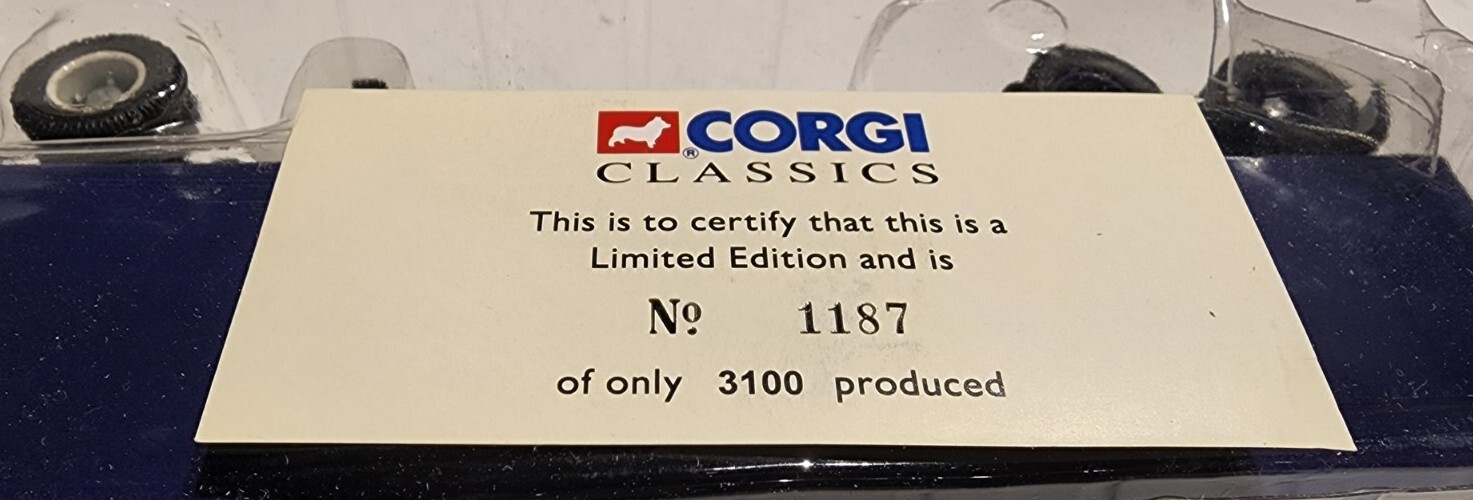 ® CORGI
CLASSICS
This is to certify that this is a
Limited Edition and is
Nº 1187
of only 3100 produced